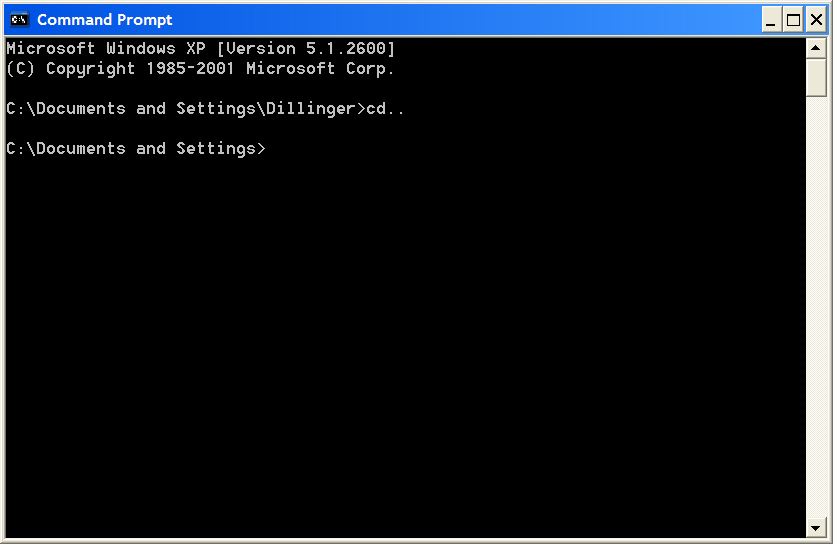 Command Prompt
Microsoft Windows XP [Version 5.1.2600]
(C) Copyright 1985-2001 Microsoft Corp.
C:\Documents and Settings\Dillinger>cd..
C:\Documents and Settings>